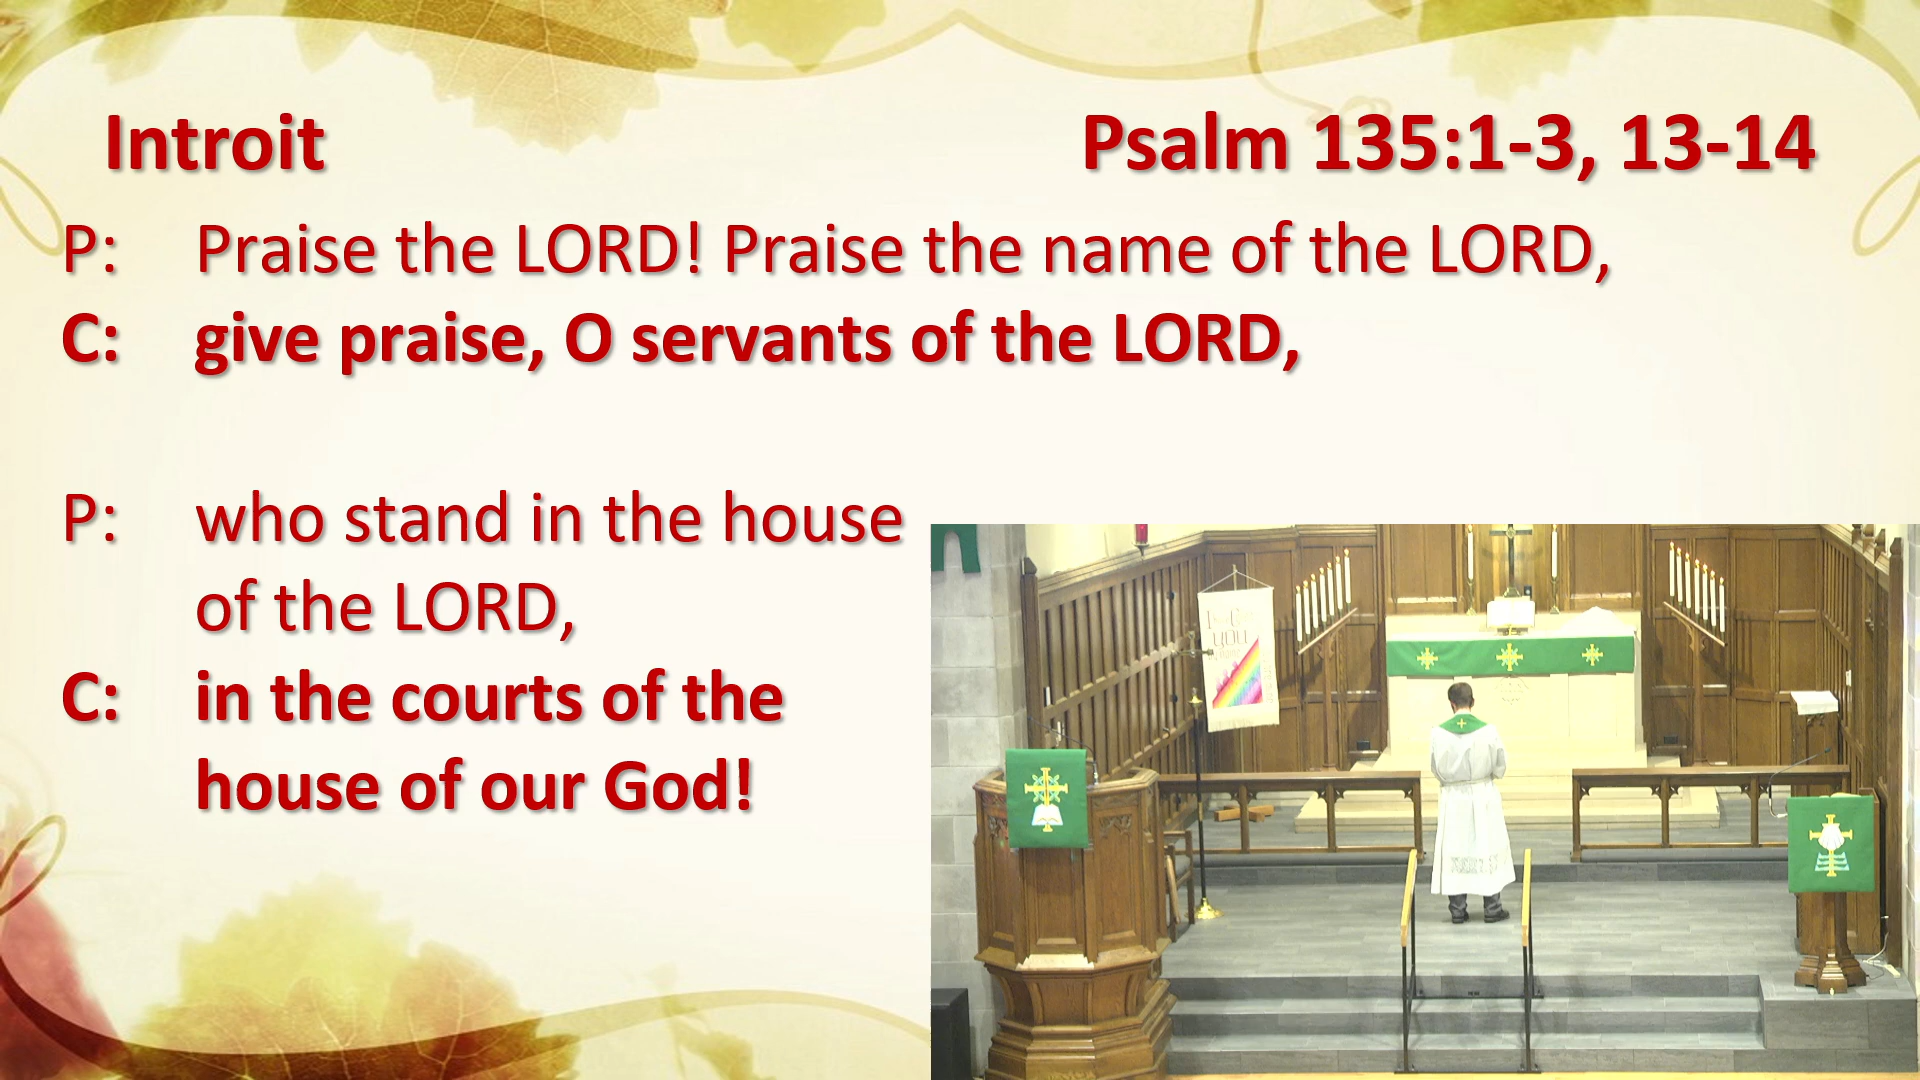 Introit Psalm 135:1-3, 13-14
P: Praise the LORD! Praise the name of the LORD,
C: give praise, O servants of the LORD,
P: who stand in the house
of the LORD,
C: in the courts of the
house of our God!
YOU